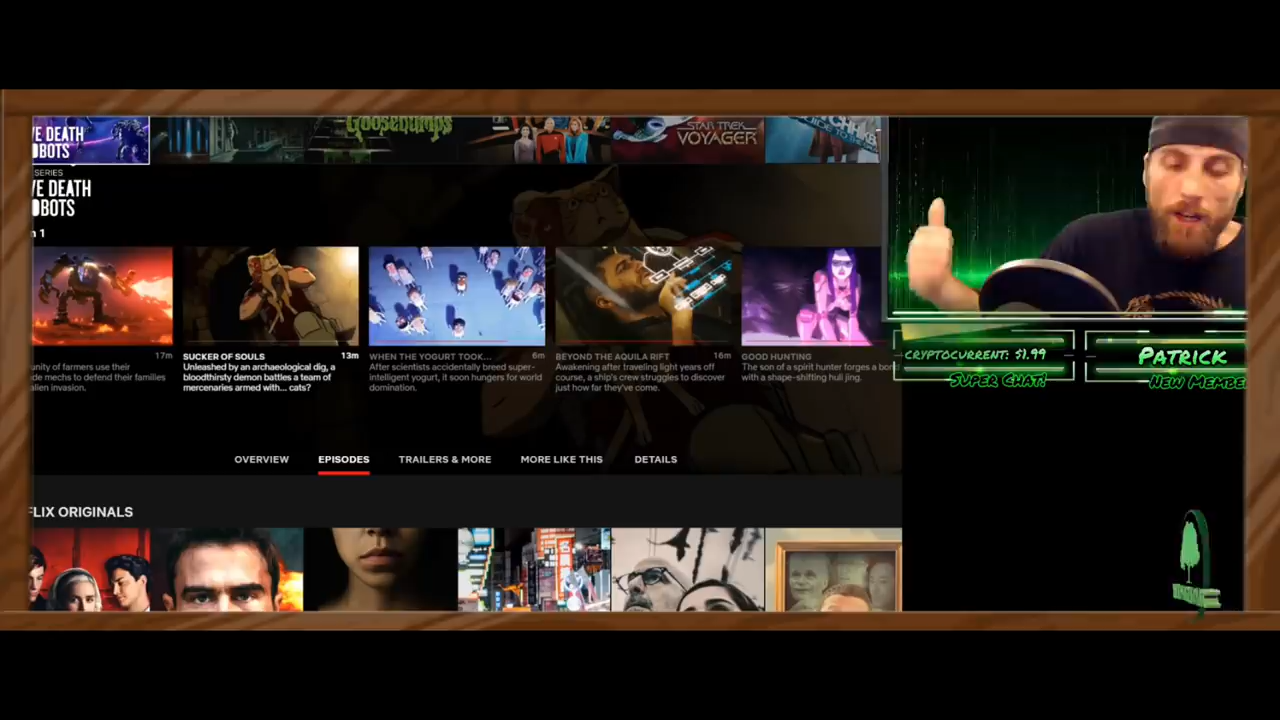 VE DEATH
OBOTS
Goosebumps
STAR TREK
VOYAGER
SERIES
VE DEATH
OBOTS
n 1
17m
unity of farmers use their
de mechs to defend their families
alien invasion.
SUCKER OF SOULS 13m
Unleashed by an archaeological dig, a
bloodthirsty demon battles a team of
mercenaries armed with... cats?
WHEN THE YOGURT TOOK... 6m
After scientists accidentally breed super-
intelligent yogurt, it soon hungers for world
domination.
BEYOND THE AQUILA RIFT 16m
Awakening after traveling light years off
course, a ship's crew struggles to discover
just how far they've come.
GOOD HUNTING
The son of a spirit hunter forges a bond
with a shape-shifting huli jing.
CRYPTOCURRENT: $1.99
SUPER CHAT!
PATRICK
NEW MEMBE
OVERVIEW EPISODES TRAILERS & MORE MORE LIKE THIS DETAILS
FLIX ORIGINALS